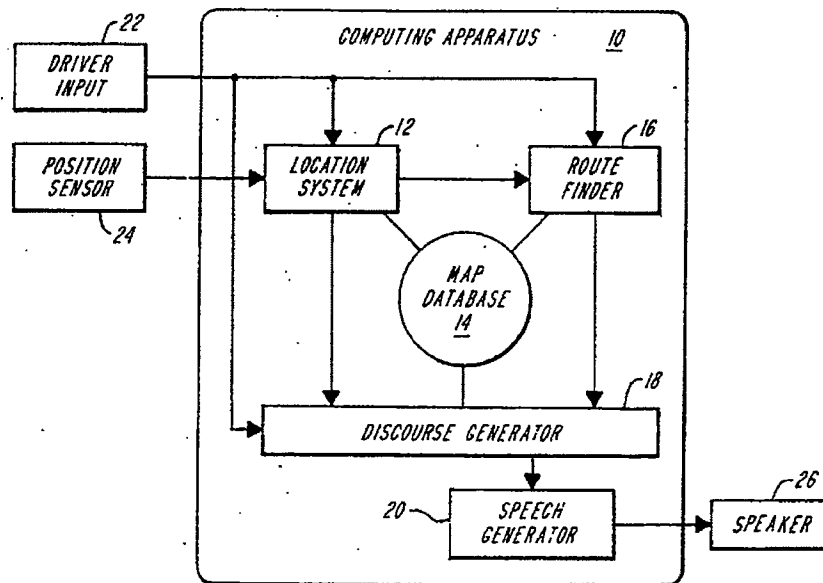 22
COMPUTING APPARATUS 10
DRIVER
INPUT
12
16
POSITION
SENSOR
LOCATION
SYSTEM
ROUTE
FINDER
24
MAP
DATABASE
14
18
DISCOURSE GENERATOR
26
20
SPEECH
GENERATOR
SPEAKER